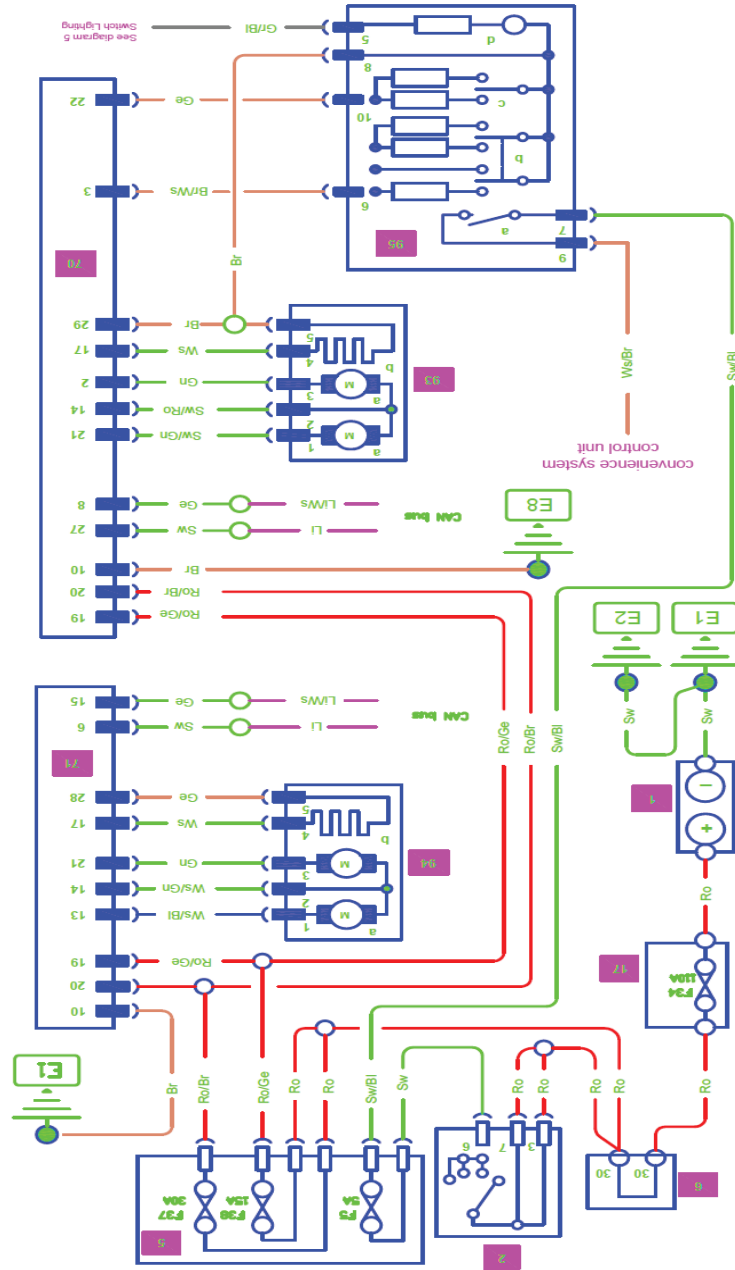 2
5
6
30
30
3
7
6
F5
5A
F38
15A
F37
30A
E1
Ro
Ro
Ro
Ro
Ro
Sw
Sw/Bl
Ro
Ro
Ro/Ge
Ro/Br
Br
17
F34
110A
10
20
Ro/Ge
19
Ro
94
a
M
1
2
3
M
4
5
b
Ws/Bl
13
Ws/Gn
14
Gn
21
Ws
17
Ge
28
71
1
+
−
Sw/Bl
Ro/Br
Ro/Ge
CAN bus
Li
Sw
6
Li/Ws
Ge
15
Sw
Sw
E1
E2
Ro/Ge
19
Ro/Br
20
Br
10
E8
CAN bus
Li
Sw
27
Li/Ws
Ge
8
convenience system
control unit
93
a
M
1
2
3
a
M
4
5
b
Sw/Gn
21
Sw/Ro
14
Gn
2
Ws
17
Br
29
Sw/Bl
Ws/Br
Br
70
9
7
a
95
b
c
d
6
10
8
5
Br/Ws
3
Ge
22
Gr/Bl
See diagram 5
Switch Lighting